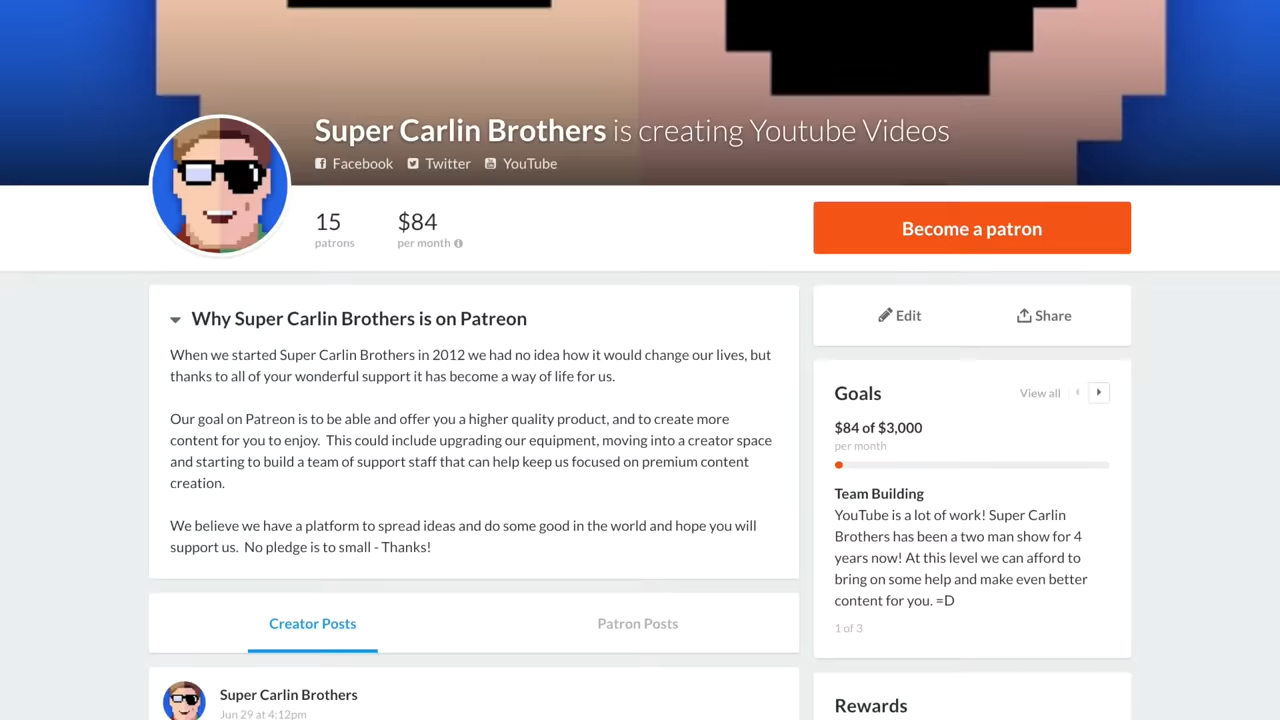 Super Carlin Brothers is creating Youtube Videos
Facebook Twitter YouTube
15
patrons
$84
per month
Become a patron
Why Super Carlin Brothers is on Patreon
When we started Super Carlin Brothers in 2012 we had no idea how it would change our lives, but
thanks to all of your wonderful support it has become a way of life for us.
Our goal on Patreon is to be able and offer you a higher quality product, and to create more
content for you to enjoy.  This could include upgrading our equipment, moving into a creator space
and starting to build a team of support staff that can help keep us focused on premium content
creation.
We believe we have a platform to spread ideas and do some good in the world and hope you will
support us.  No pledge is to small - Thanks!
Creator Posts
Patron Posts
Super Carlin Brothers
Jun 29 at 4:12pm
Edit
Share
Goals
View all
$84 of $3,000
per month
Team Building
YouTube is a lot of work! Super Carlin
Brothers has been a two man show for 4
years now! At this level we can afford to
bring on some help and make even better
content for you. =D
1 of 3
Rewards